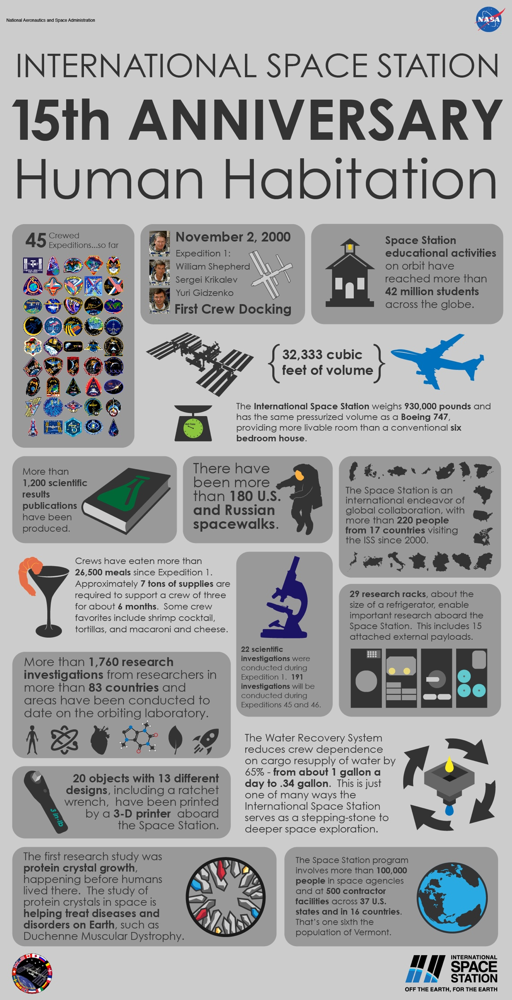 National Aeronautics and Space Administration
NASA
INTERNATIONAL SPACE STATION
15th ANNIVERSARY
Human Habitation
45 Crewed
Expeditions...so far
November 2, 2000
Expedition 1:
William Shepherd
Sergei Krikalev
Yuri Gidzenko
First Crew Docking
Space Station
educational activities
on orbit have
reached more than
42 million students
across the globe.
32,333 cubic
feet of volume
465 Tons
The International Space Station weighs 930,000 pounds and
has the same pressurized volume as a Boeing 747,
providing more livable room than a conventional six
bedroom house.
More than
1,200 scientific
results
publications
have been
produced.
There have
been more
than 180 U.S.
and Russian
spacewalks.
The Space Station is an
international endeavor of
global collaboration, with
more than 220 people
from 17 countries visiting
the ISS since 2000.
Crews have eaten more than
26,500 meals since Expedition 1.
Approximately 7 tons of supplies are
required to support a crew of three
for about 6 months. Some crew
favorites include shrimp cocktail,
tortillas, and macaroni and cheese.
22 scientific
investigations were
conducted during
Expedition 1. 191
investigations will be
conducted during
Expeditions 45 and 46.
29 research racks, about the
size of a refrigerator, enable
important research aboard the
Space Station. This includes 15
attached external payloads.
More than 1,760 research
investigations from researchers in
more than 83 countries and
areas have been conducted to
date on the orbiting laboratory.
The Water Recovery System
reduces crew dependence
on cargo resupply of water by
65% - from about 1 gallon a
day to .34 gallon. This is just
one of many ways the
International Space Station
serves as a stepping-stone to
deeper space exploration.
3 in-lb
20 objects with 13 different
designs, including a ratchet
wrench, have been printed
by a 3-D printer aboard
the Space Station.
The first research study was
protein crystal growth,
happening before humans
lived there. The study of
protein crystals in space is
helping treat diseases and
disorders on Earth, such as
Duchenne Muscular Dystrophy.
The Space Station program
involves more than 100,000
people in space agencies
and at 500 contractor
facilities across 37 U.S.
states and in 16 countries.
That's one sixth the
population of Vermont.
INTERNATIONAL
SPACE
STATION
OFF THE EARTH, FOR THE EARTH